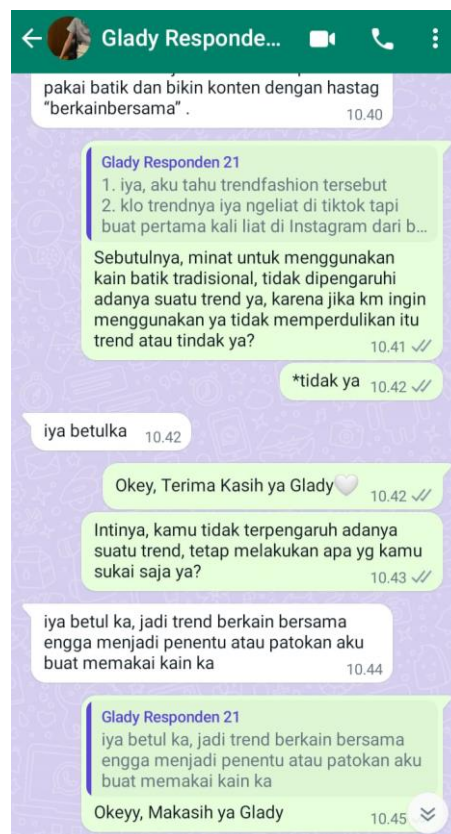 Glady Responde...
pakai batik dan bikin konten dengan hastag
"berkainbersama" .
10.40
Glady Responden 21
1. iya, aku tahu trendfashion tersebut
2. klo trendnya iya ngeliat di tiktok tapi
buat pertama kali liat di Instagram dari b...
Sebutulnya, minat untuk menggunakan
kain batik tradisional, tidak dipengaruhi
adanya suatu trend ya, karena jika km ingin
menggunakan ya tidak memperdulikan itu
trend atau tindak ya?
10.41
*tidak ya 10.42
iya betulka 10.42
Okey, Terima Kasih ya Glady🤍 10.42
Intinya, kamu tidak terpengaruh adanya
suatu trend, tetap melakukan apa yg kamu
sukai saja ya?
10.43
iya betul ka, jadi trend berkain bersama
engga menjadi penentu atau patokan aku
buat memakai kain ka
10.44
Glady Responden 21
iya betul ka, jadi trend berkain bersama
engga menjadi penentu atau patokan aku
buat memakai kain ka
Okeyy, Makasih ya Glady 10.45